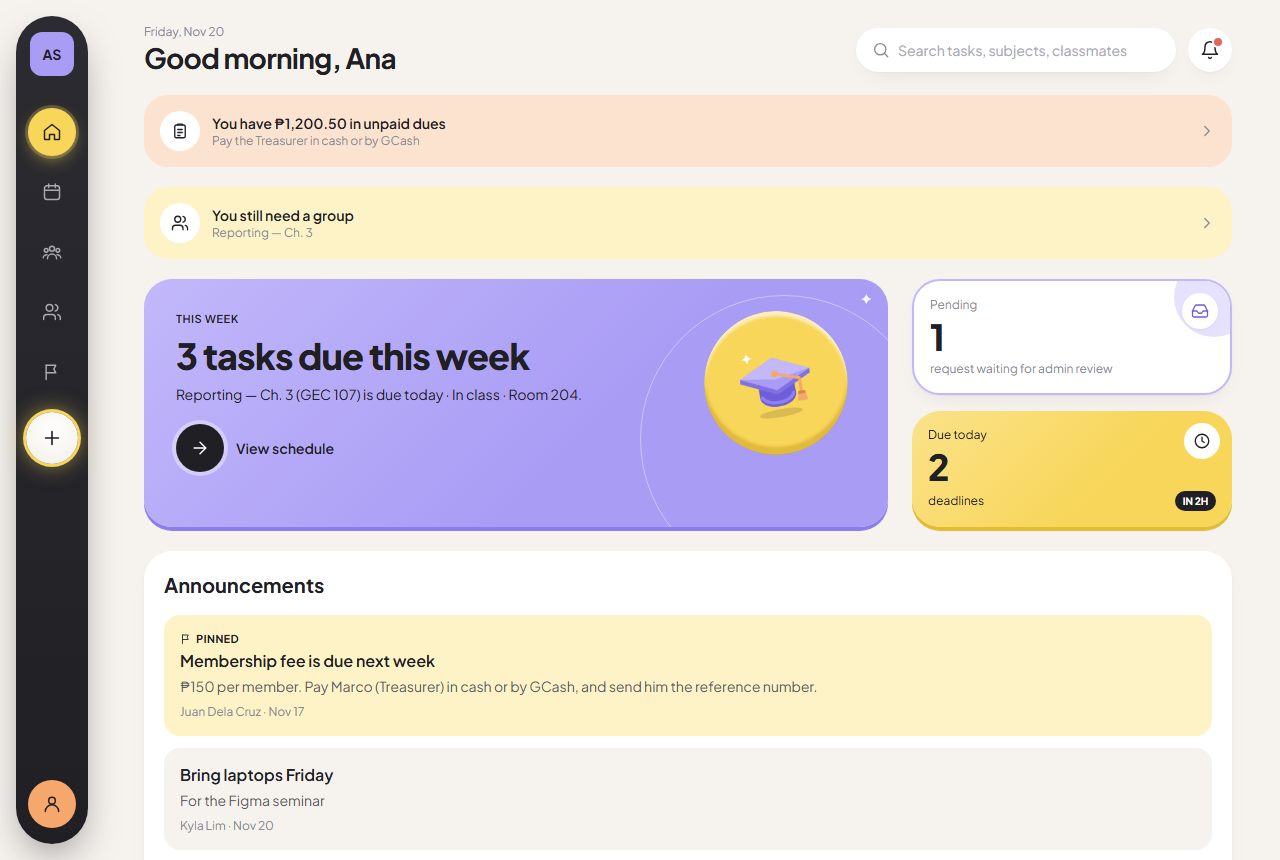 AS
Friday, Nov 20
Good morning, Ana
Search tasks, subjects, classmates
You have ₱1,200.50 in unpaid dues
Pay the Treasurer in cash or by GCash
You still need a group
Reporting — Ch. 3
THIS WEEK
3 tasks due this week
Reporting — Ch. 3 (GEC 107) is due today · In class · Room 204.
View schedule
Pending
1
request waiting for admin review
Due today
2
deadlines
IN 2H
Announcements
PINNED
Membership fee is due next week
₱150 per member. Pay Marco (Treasurer) in cash or by GCash, and send him the reference number.
Juan Dela Cruz · Nov 17
Bring laptops Friday
For the Figma seminar
Kyla Lim · Nov 20